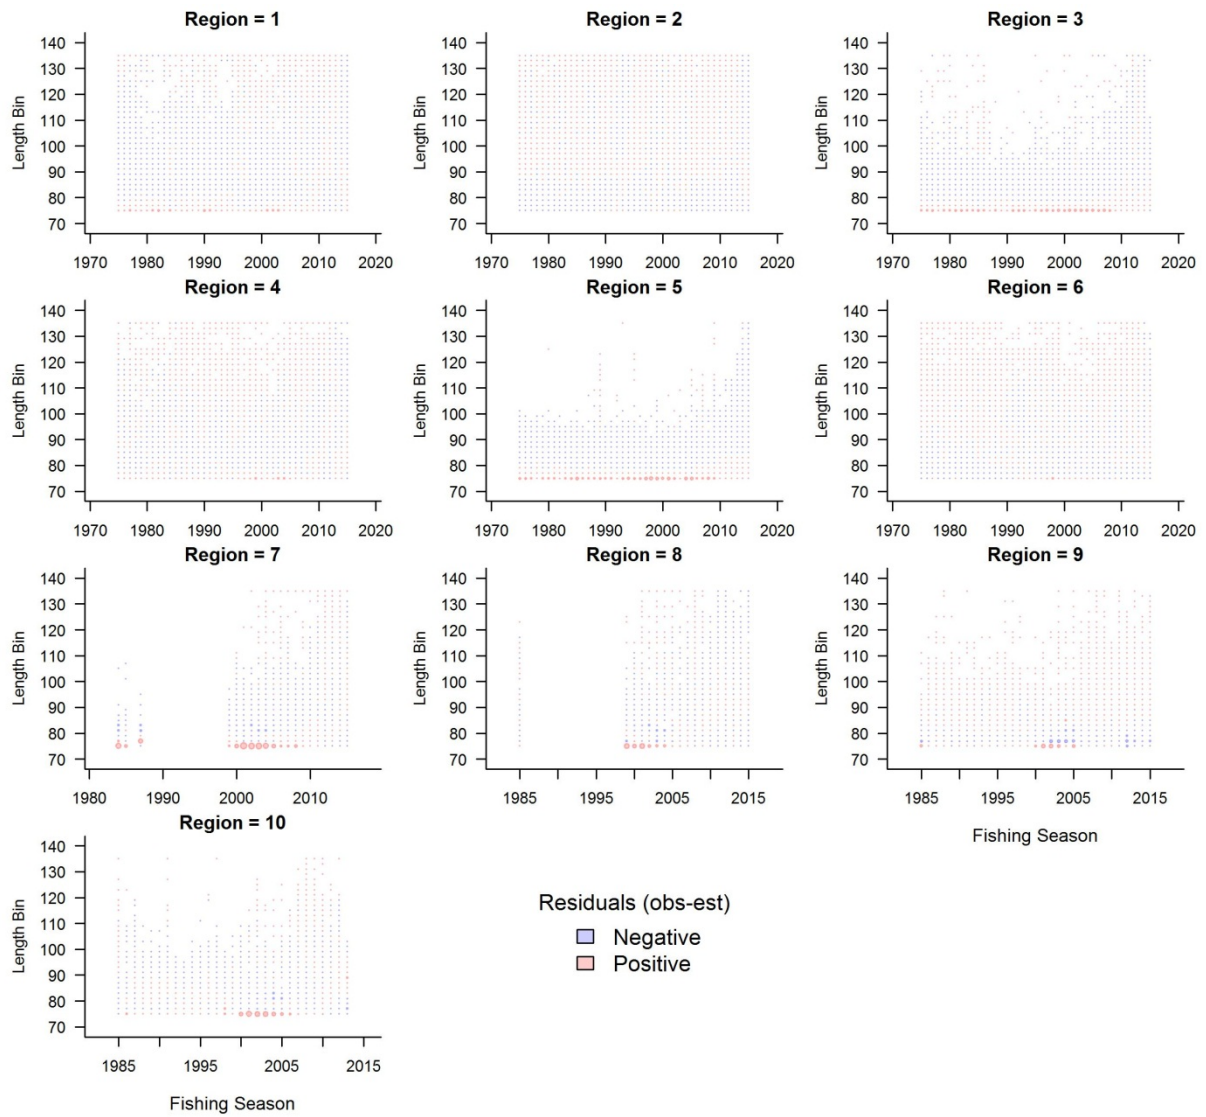 Region = 1
Region = 2
Region = 3
140
130
120
110
100
90
80
70
Length Bin
1970 1980 1990 2000 2010 2020
140
130
120
110
100
90
80
70
Length Bin
1970 1980 1990 2000 2010 2020
140
130
120
110
100
90
80
70
Length Bin
1970 1980 1990 2000 2010 2020
Region = 4
Region = 5
Region = 6
140
130
120
110
100
90
80
70
Length Bin
1970 1980 1990 2000 2010 2020
140
130
120
110
100
90
80
70
Length Bin
1970 1980 1990 2000 2010 2020
140
130
120
110
100
90
80
70
Length Bin
1970 1980 1990 2000 2010 2020
Region = 7
Region = 8
Region = 9
140
130
120
110
100
90
80
70
Length Bin
1980 1990 2000 2010
140
130
120
110
100
90
80
70
Length Bin
1985 1995 2005 2015
140
130
120
110
100
90
80
70
Length Bin
1985 1995 2005 2015
Fishing Season
Region = 10
140
130
120
110
100
90
80
70
Length Bin
1985 1995 2005 2015
Fishing Season
Residuals (obs-est)
Negative
Positive